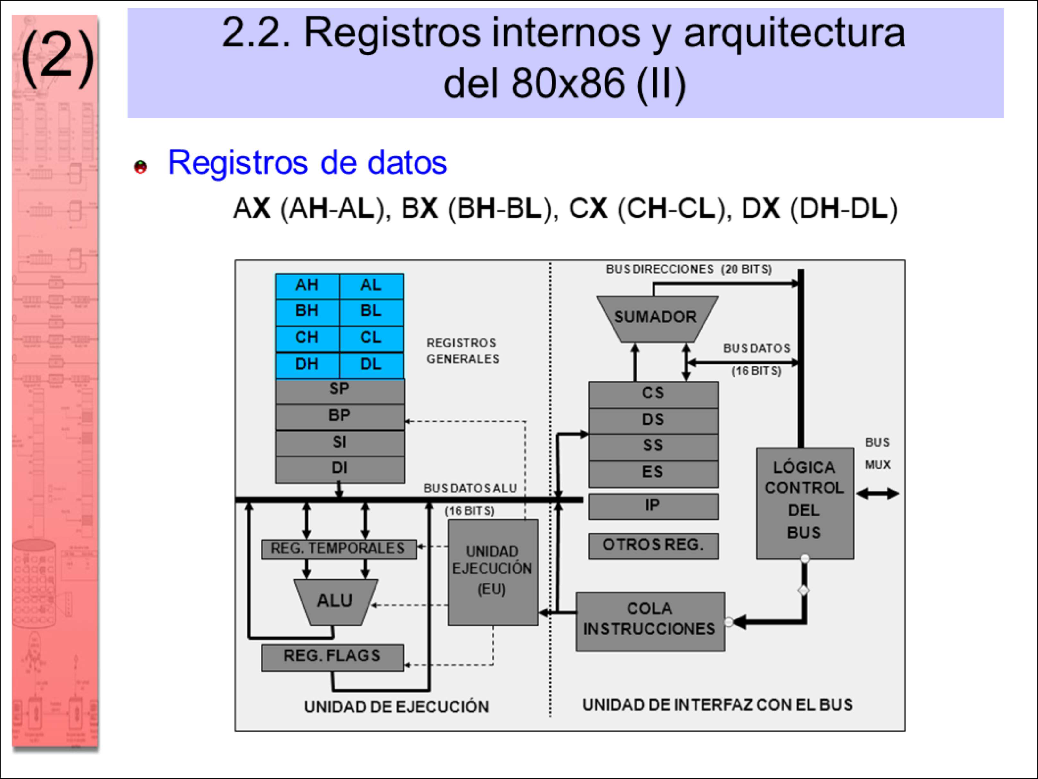 (2)
2.2. Registros internos y arquitectura
del 80x86 (II)
Registros de datos
AX (AH-AL), BX (BH-BL), CX (CH-CL), DX (DH-DL)
AH AL
BH BL
CH CL
DH DL
SP
BP
SI
DI
REGISTROS
GENERALES
BUS DATOS ALU
(16 BITS)
REG. TEMPORALES
ALU
REG. FLAGS
UNIDAD
EJECUCIÓN
(EU)
UNIDAD DE EJECUCIÓN
BUS DIRECCIONES (20 BITS)
SUMADOR
BUS DATOS
(16 BITS)
CS
DS
SS
ES
IP
OTROS REG.
LÓGICA
CONTROL
DEL
BUS
BUS
MUX
COLA
INSTRUCCIONES
UNIDAD DE INTERFAZ CON EL BUS